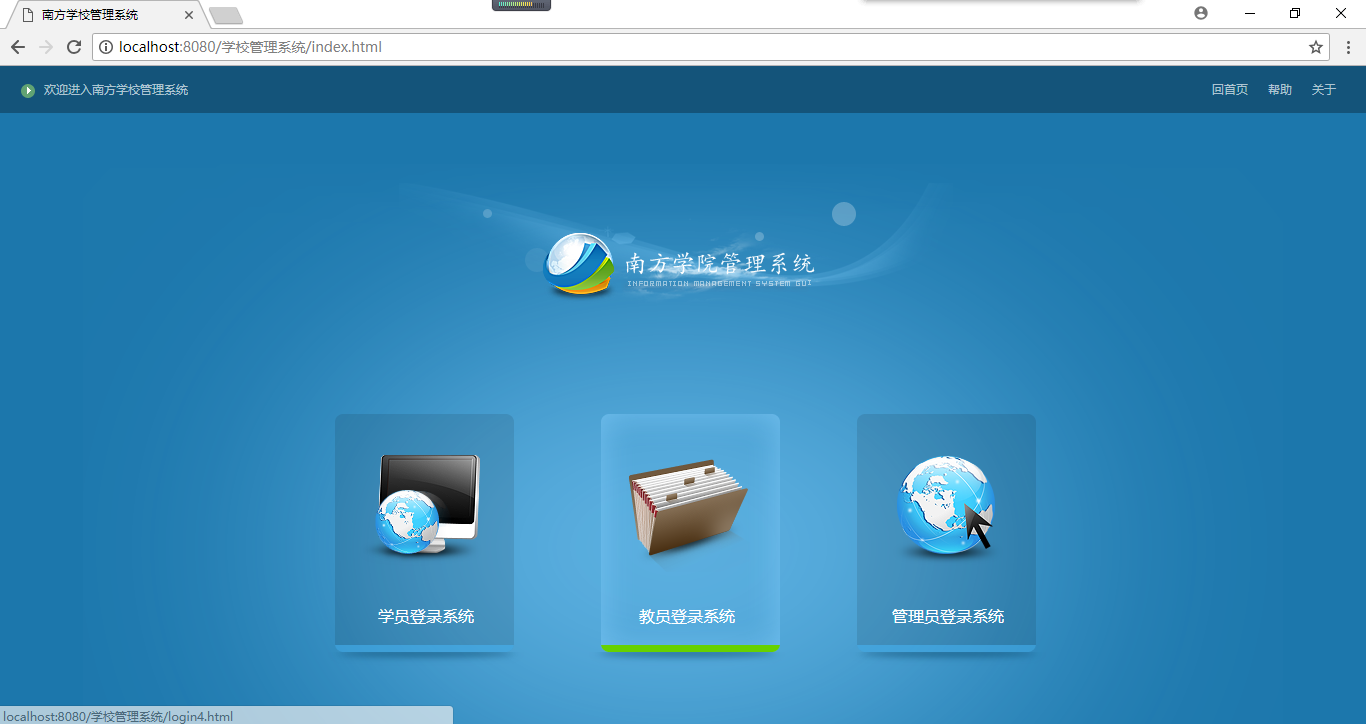 南方学校管理系统
localhost:8080/学校管理系统/index.html
欢迎进入南方学校管理系统
回首页 帮助 关于
南方学院管理系统
INFORMATION MANAGEMENT SYSTEM GUI
学员登录系统 教员登录系统 管理员登录系统
localhost:8080/学校管理系统/login4.html